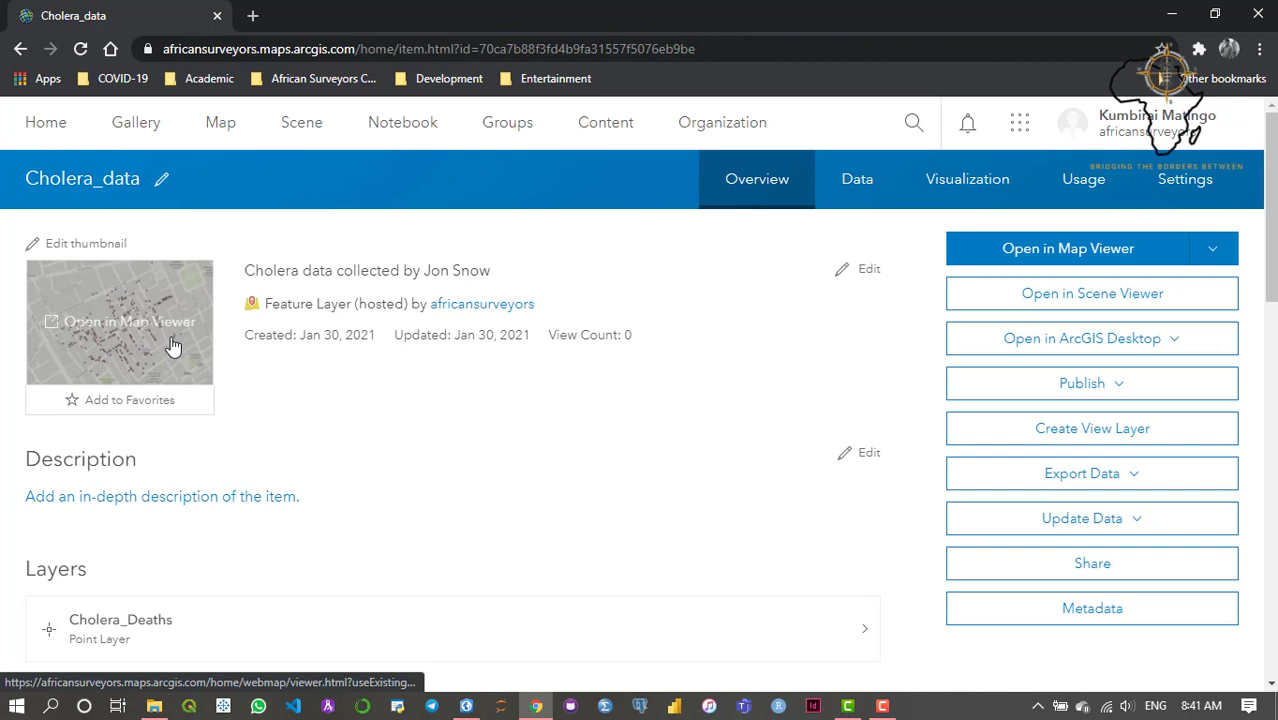 Cholera_data
africansurveyors.maps.arcgis.com/home/item.html?id=70ca7b88f3fd4b9fa31557f5076eb9be
Apps COVID-19 Academic African Surveyors C... Development Entertainment ther bookmarks
Home Gallery Map Scene Notebook Groups Content Organization
Kumbirai Matingo
africansurveyors
BRIDGING THE BORDERS BETWEEN
Cholera_data Overview Data Visualization Usage Settings
Edit thumbnail
Open in Map Viewer
Add to Favorites
Cholera data collected by Jon Snow Edit
Feature Layer (hosted) by africansurveyors
Created: Jan 30, 2021 Updated: Jan 30, 2021 View Count: 0
Description Edit
Add an in-depth description of the item.
Layers
Cholera_Deaths
Point Layer
Open in Map Viewer
Open in Scene Viewer
Open in ArcGIS Desktop
Publish
Create View Layer
Export Data
Update Data
Share
Metadata
https://africansurveyors.maps.arcgis.com/home/webmap/viewer.html?useExisting...
ENG 8:41 AM